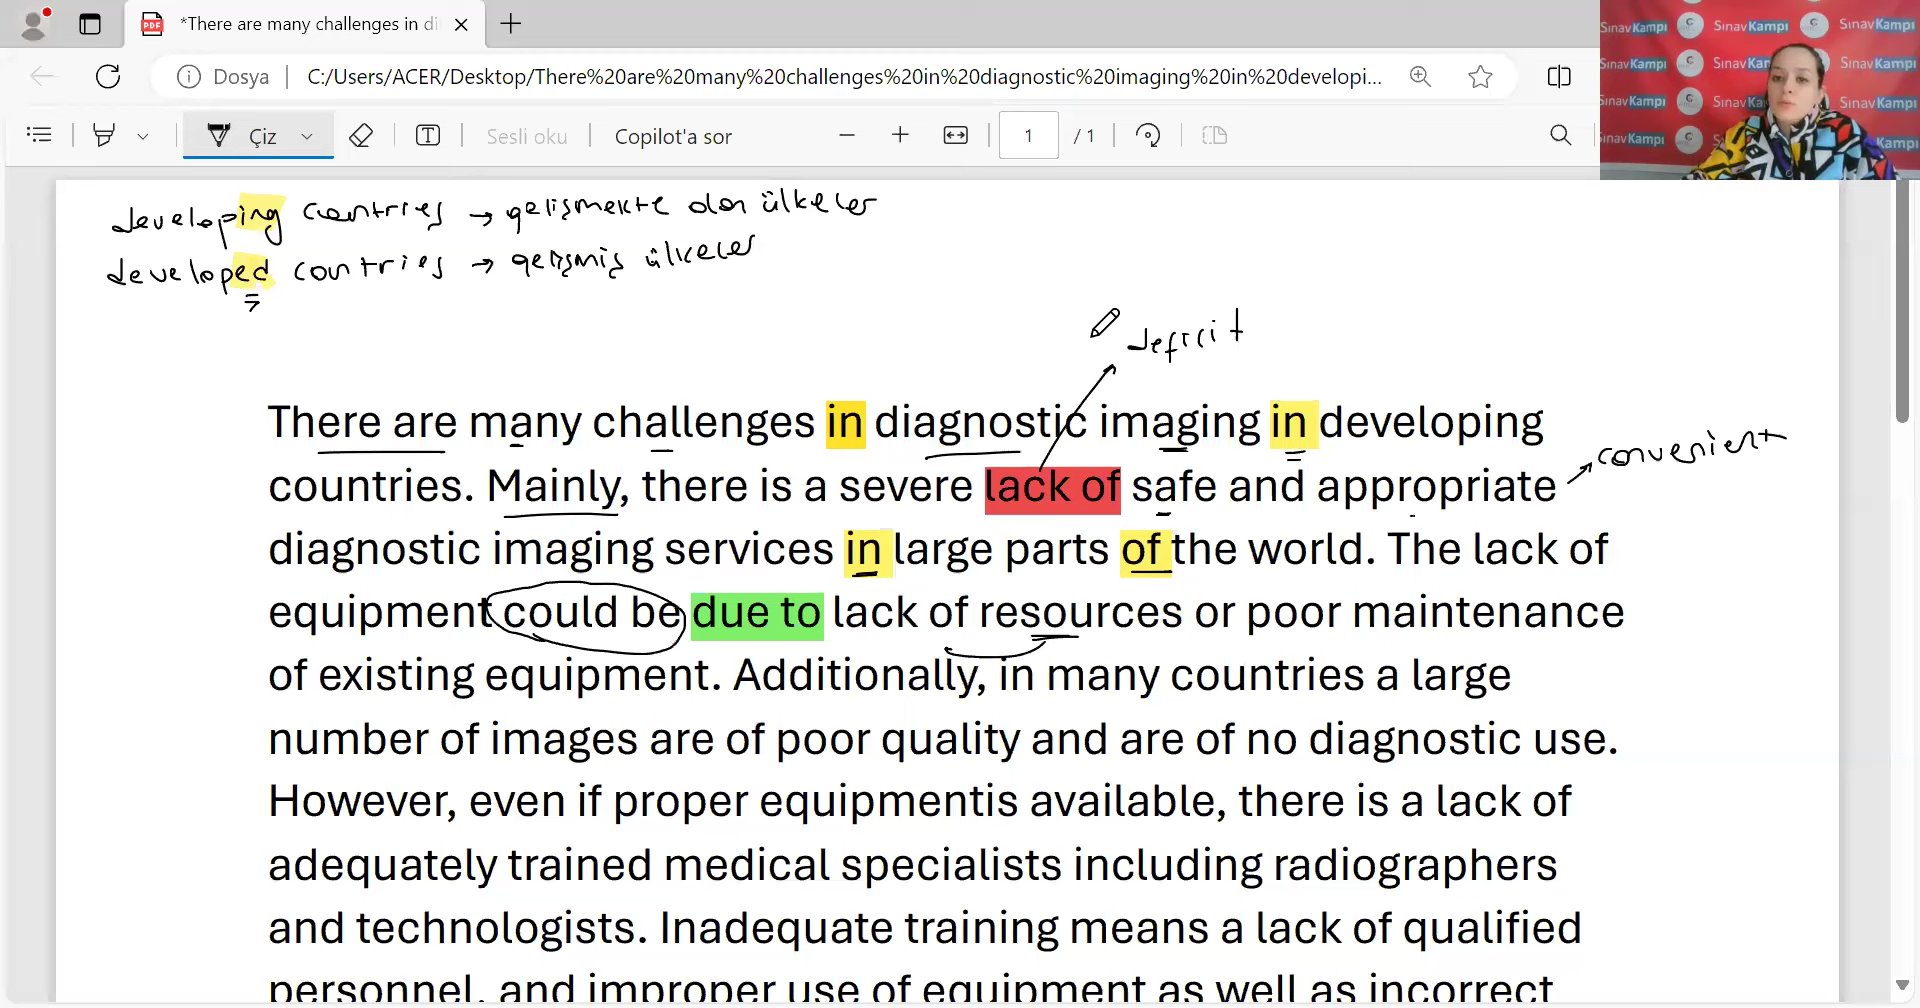 *There are many challenges in di
Dosya
C:/Users/ACER/Desktop/There%20are%20many%20challenges%20in%20diagnostic%20imaging%20in%20developi...
Çiz
Sesli oku
Copilot'a sor
1 / 1
SınavKampı
developing countries → gelişmekte olan ülkeler
developed countries → gelişmiş ülkeler
deficit
There are many challenges in diagnostic imaging in developing
convenient
countries. Mainly, there is a severe lack of safe and appropriate
diagnostic imaging services in large parts of the world. The lack of
equipment could be due to lack of resources or poor maintenance
of existing equipment. Additionally, in many countries a large
number of images are of poor quality and are of no diagnostic use.
However, even if proper equipmentis available, there is a lack of
adequately trained medical specialists including radiographers
and technologists. Inadequate training means a lack of qualified
personnel, and improper use of equipment as well as incorrect